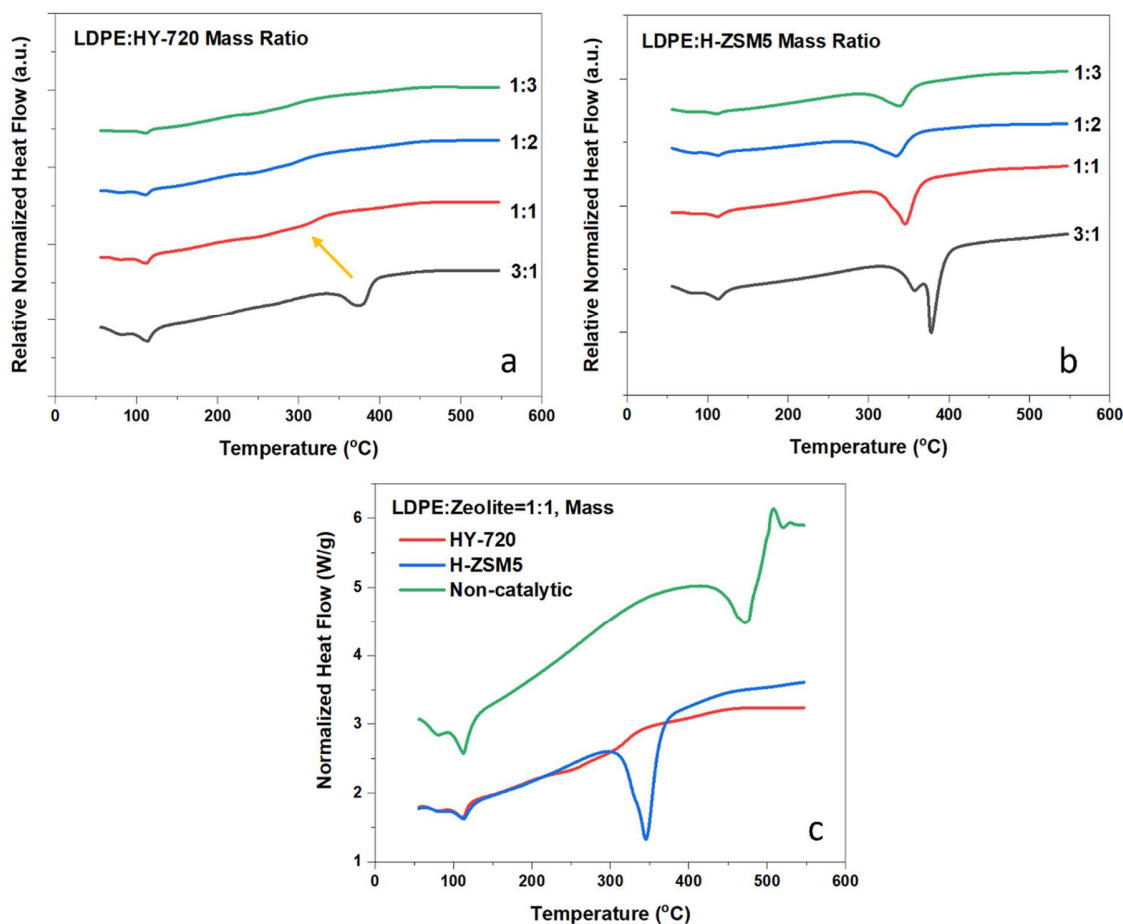 LDPE:HY-720 Mass Ratio
1:3
1:2
1:1
3:1
a
Relative Normalized Heat Flow (a.u.)
0 100 200 300 400 500 600
Temperature (°C)
LDPE:H-ZSM5 Mass Ratio
1:3
1:2
1:1
3:1
b
Relative Normalized Heat Flow (a.u.)
0 100 200 300 400 500 600
Temperature (°C)
LDPE:Zeolite=1:1, Mass
HY-720
H-ZSM5
Non-catalytic
6
5
4
3
2
1
Normalized Heat Flow (W/g)
c
0 100 200 300 400 500 600
Temperature (°C)